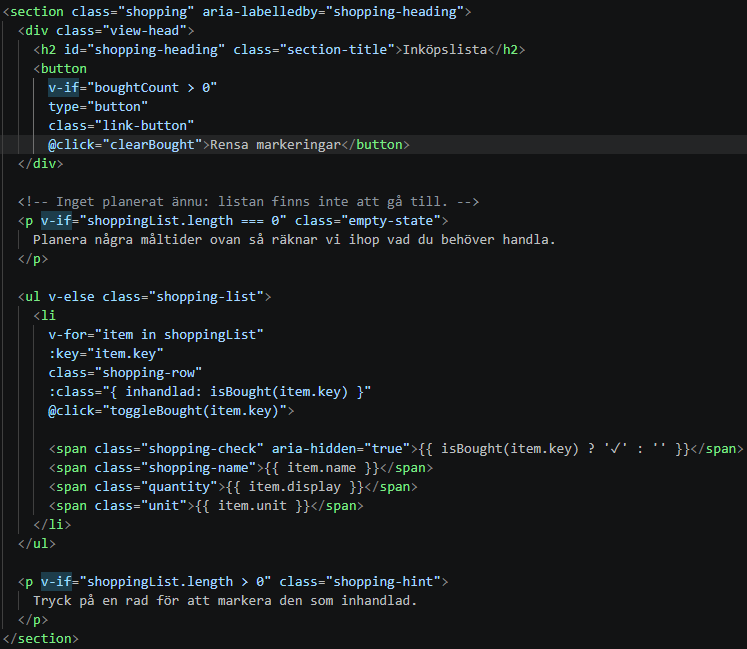 <section class="shopping" aria-labelledby="shopping-heading">
<div class="view-head">
<h2 id="shopping-heading" class="section-title">Inköpslista</h2>
<button
v-if="boughtCount > 0"
type="button"
class="link-button"
@click="clearBought">Rensa markeringar</button>
</div>
<!-- Inget planerat ännu: listan finns inte att gå till. -->
<p v-if="shoppingList.length === 0" class="empty-state">
Planera några måltider ovan så räknar vi ihop vad du behöver handla.
</p>
<ul v-else class="shopping-list">
<li
v-for="item in shoppingList"
:key="item.key"
class="shopping-row"
:class="{ inhandlad: isBought(item.key) }"
@click="toggleBought(item.key)">
<span class="shopping-check" aria-hidden="true">{{ isBought(item.key) ? '✓' : '' }}</span>
<span class="shopping-name">{{ item.name }}</span>
<span class="quantity">{{ item.display }}</span>
<span class="unit">{{ item.unit }}</span>
</li>
</ul>
<p v-if="shoppingList.length > 0" class="shopping-hint">
Tryck på en rad för att markera den som inhandlad.
</p>
</section>